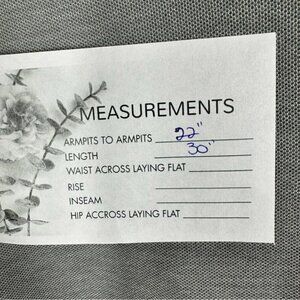 MEASUREMENTS
ARMPITS TO ARMPITS 22"
LENGTH 30"
WAIST ACROSS LAYING FLAT
RISE
INSEAM
HIP ACCROSS LAYING FLAT